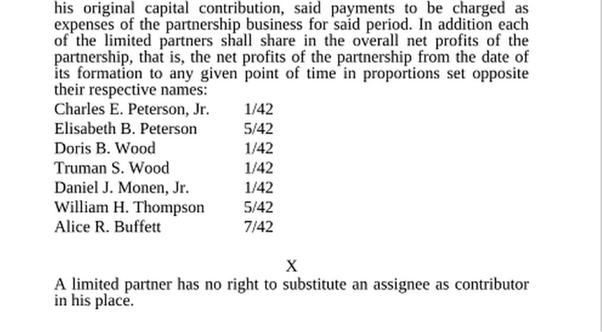 his original capital contribution, said payments to be charged as
expenses of the partnership business for said period. In addition each
of the limited partners shall share in the overall net profits of the
partnership, that is, the net profits of the partnership from the date of
its formation to any given point of time in proportions set opposite
their respective names:
Charles E. Peterson, Jr. 1/42
Elisabeth B. Peterson 5/42
Doris B. Wood 1/42
Truman S. Wood 1/42
Daniel J. Monen, Jr. 1/42
William H. Thompson 5/42
Alice R. Buffett 7/42
X
A limited partner has no right to substitute an assignee as contributor
in his place.